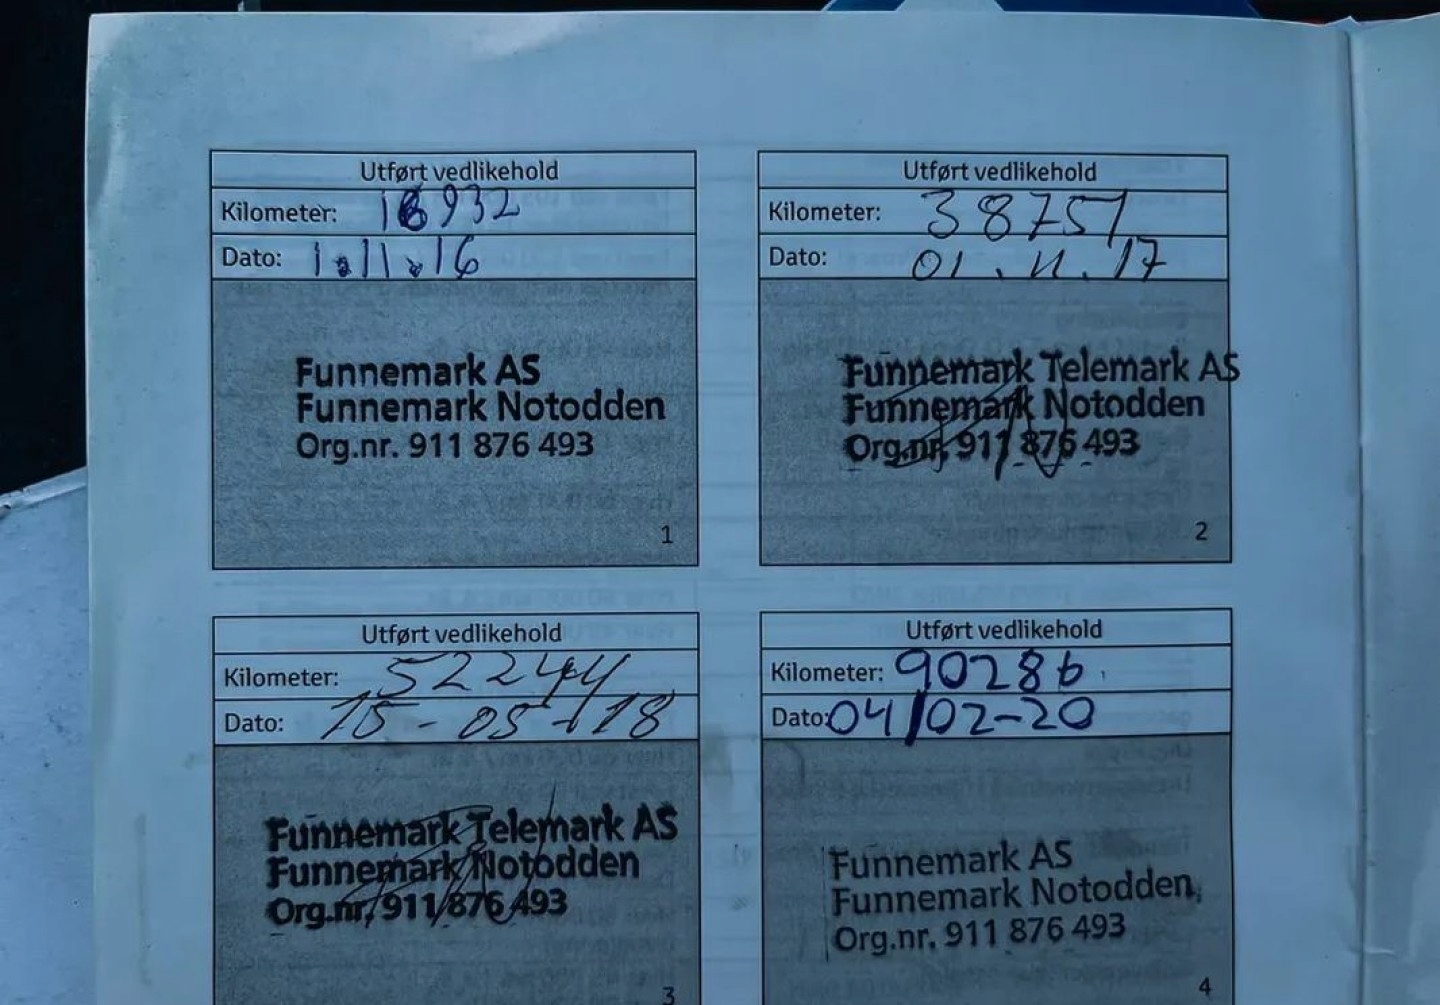 Utført vedlikehold
Kilometer: 16932
Dato: 1.11.16
Funnemark AS
Funnemark Notodden
Org.nr. 911 876 493
1
Utført vedlikehold
Kilometer: 38751
Dato: 01.11.17
Funnemark Telemark AS
Funnemark Notodden
Org.nr. 911 876 493
2
Utført vedlikehold
Kilometer: 52244
Dato: 15-05-18
Funnemark Telemark AS
Funnemark Notodden
Org.nr. 911 876 493
3
Utført vedlikehold
Kilometer: 90286
Dato: 04/02-20
Funnemark AS
Funnemark Notodden
Org.nr. 911 876 493
4